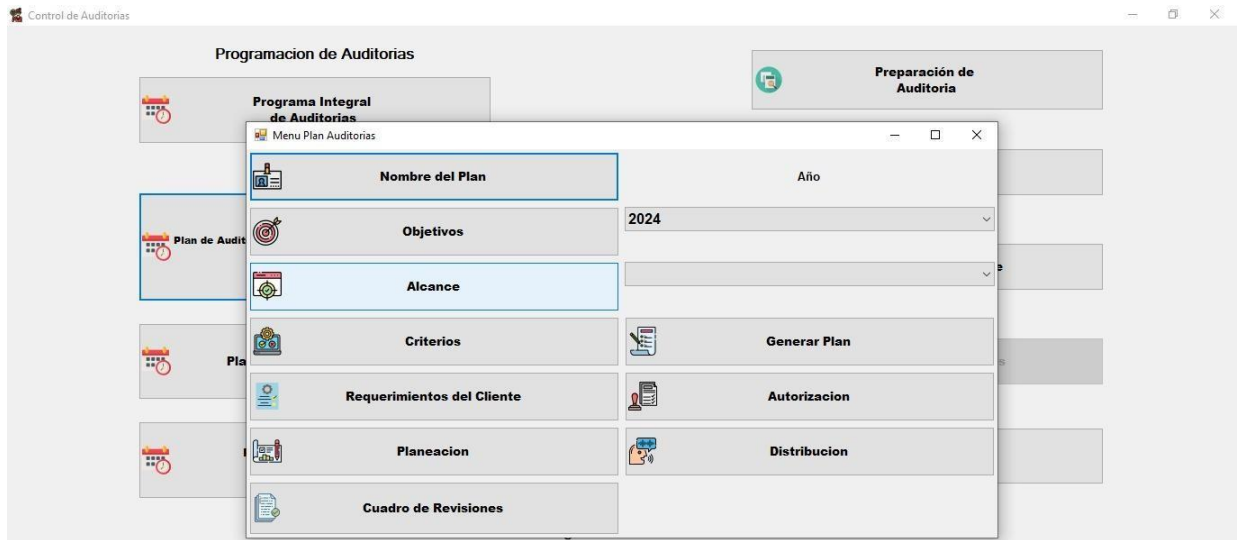 Control de Auditorias
Programacion de Auditorias
Preparación de
Auditoria
Programa Integral
de Auditorias
Menu Plan Auditorias
Nombre del Plan
Año
Objetivos
2024
Plan de Audit
Alcance
Criterios
Generar Plan
Pla
Requerimientos del Cliente
Autorizacion
Planeacion
Distribucion
Cuadro de Revisiones